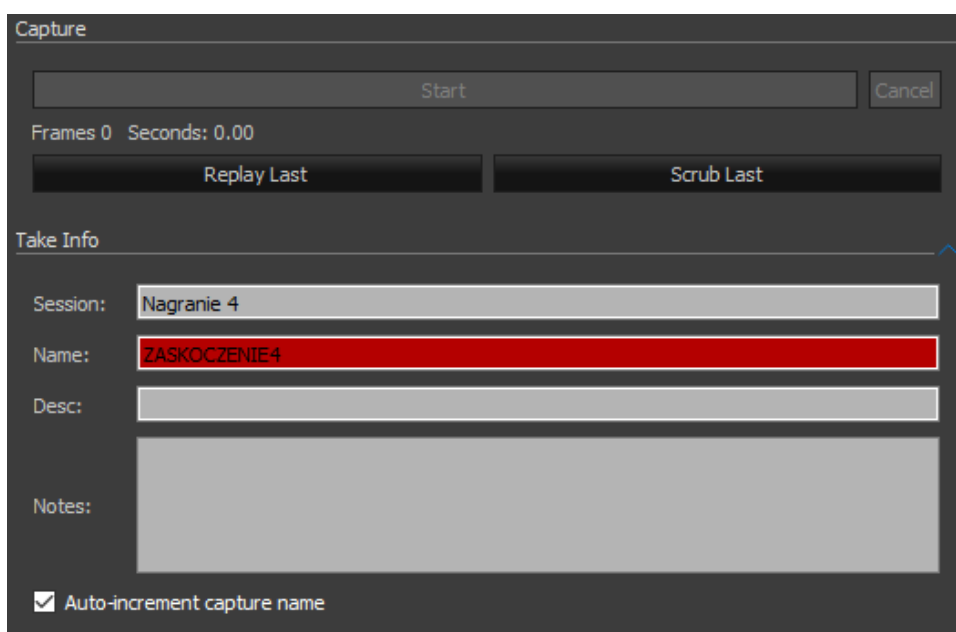 Capture
Start Cancel
Frames 0 Seconds: 0.00
Replay Last Scrub Last
Take Info
Session: Nagranie 4
Name: ZASKOCZENIE4
Desc:
Notes:
Auto-increment capture name